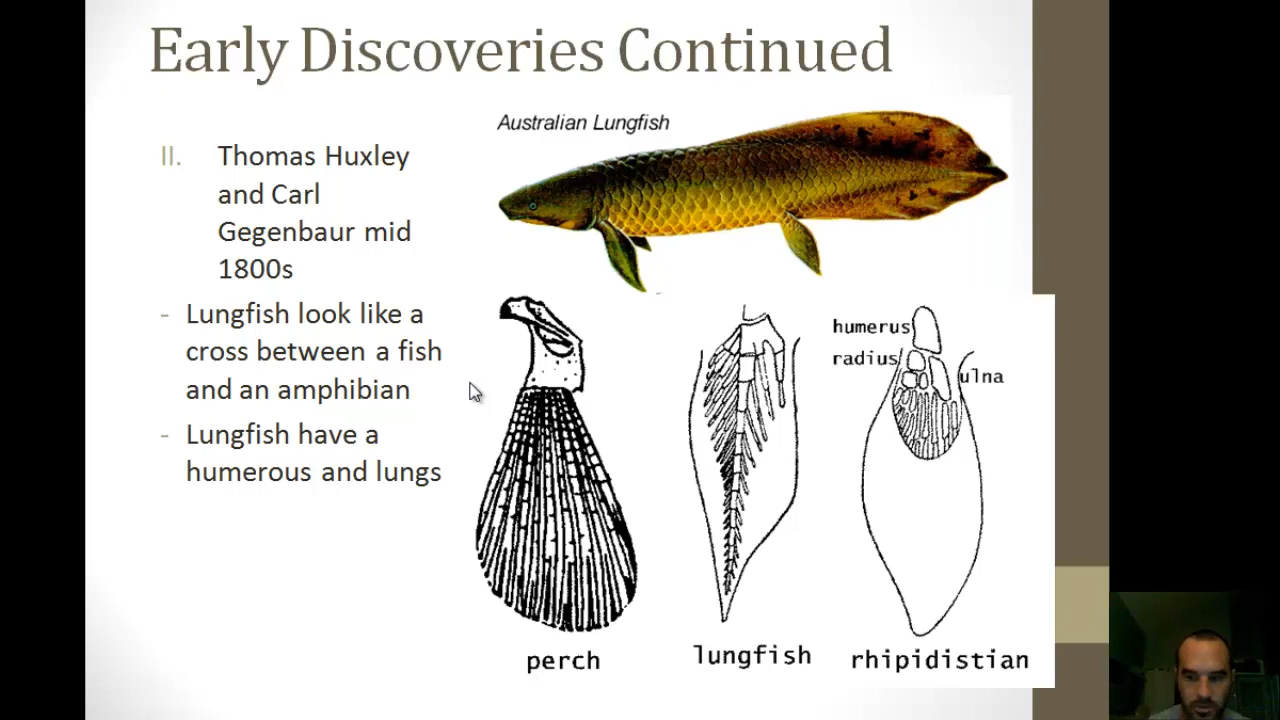 Early Discoveries Continued
Australian Lungfish
II. Thomas Huxley
and Carl
Gegenbaur mid
1800s
- Lungfish look like a
cross between a fish
and an amphibian
- Lungfish have a
humerous and lungs
humerus
radius
ulna
perch
lungfish
rhipidistian